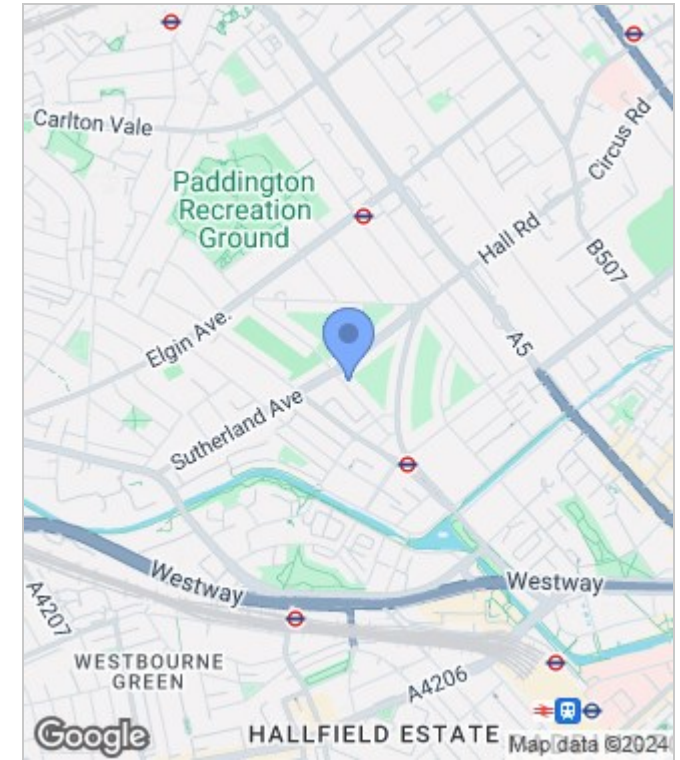 Carlton Vale
Circus Rd
Paddington
Recreation
Ground
Hall Rd
B507
Elgin Ave.
A5
Sutherland Ave
Westway
Westway
A4207
WESTBOURNE
GREEN
A4206
HALLFIELD ESTATE
Google
Map data ©2024